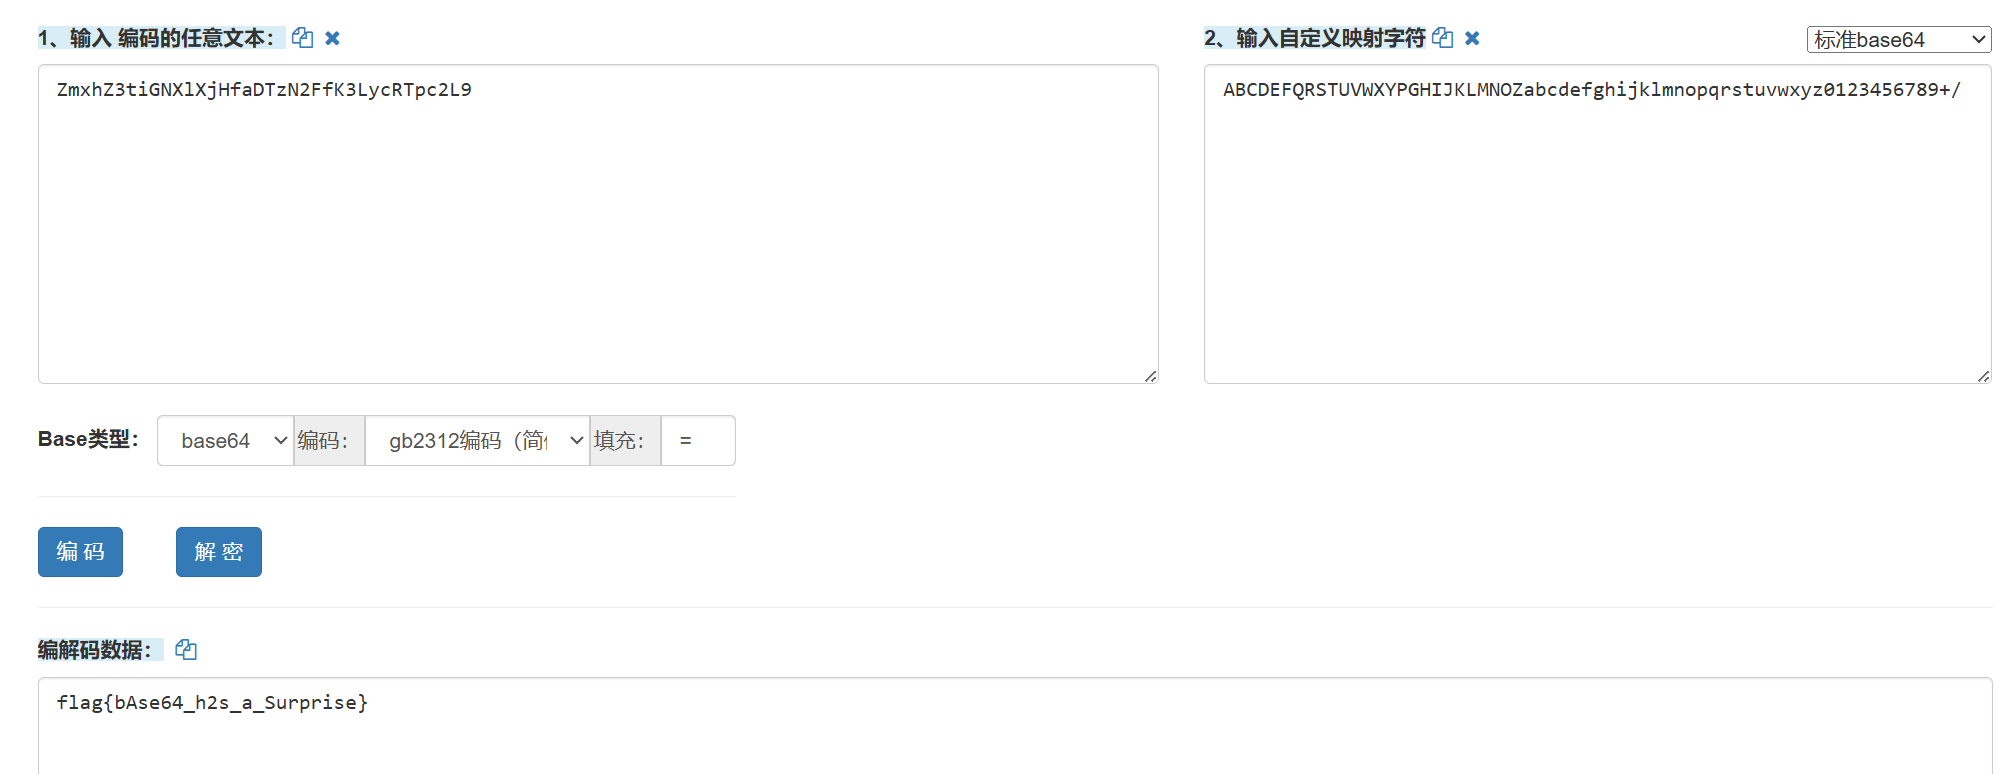 1、输入 编码的任意文本：
2、输入自定义映射字符
标准base64
ZmxhZ3tiGNXlXjHfaDTzN2FfK3LycRTpc2L9
ABCDEFQRSTUVWXYPGHIJKLMNOZabcdefghijklmnopqrstuvwxyz0123456789+/
Base类型： base64 编码： gb2312编码（简 填充： =
编 码 解 密
编解码数据：
flag{bAse64_h2s_a_Surprise}